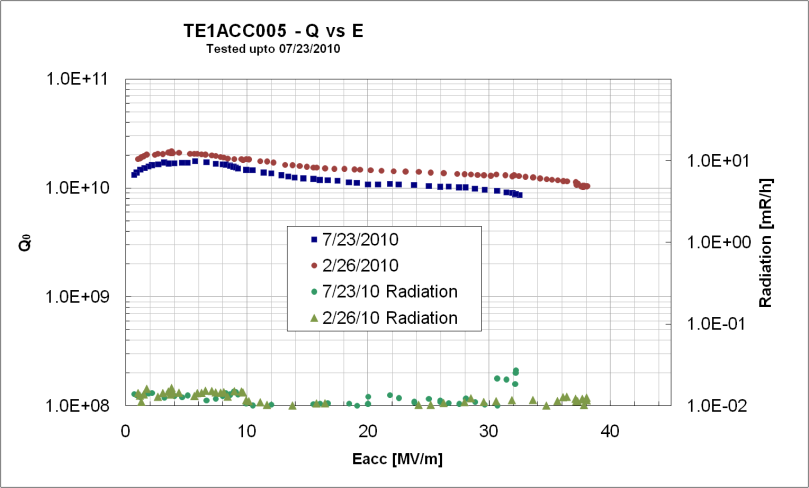 TE1ACC005 - Q vs E
Tested upto 07/23/2010
1.0E+11
1.0E+10
1.0E+09
1.0E+08
Q0
1.0E+01
1.0E+00
1.0E-01
1.0E-02
Radiation [mR/h]
7/23/2010
2/26/2010
7/23/10 Radiation
2/26/10 Radiation
0 10 20 30 40
Eacc [MV/m]